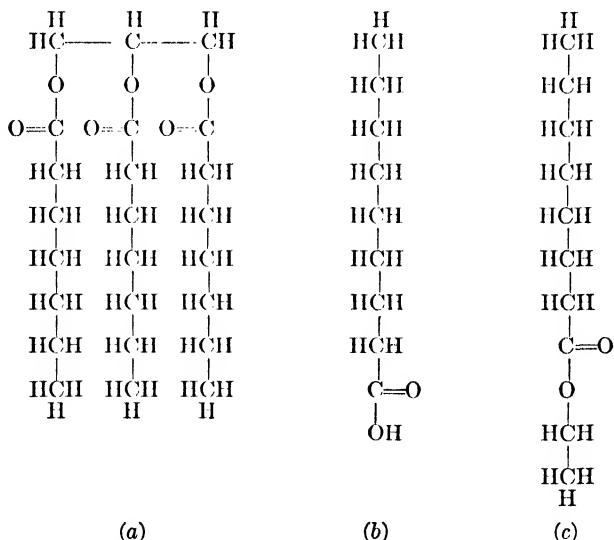 H H H H H
HC—C—CH HCH HCH
O O O HCH HCH
O=C O=C O=C HCH HCH
HCH HCH HCH HCH HCH
HCH HCH HCH HCH HCH
HCH HCH HCH HCH HCH
HCH HCH HCH HCH HCH
HCH HCH HCH HCH C=O
HCH HCH HCH C=O O
H H H
OH HCH
HCH
H
(a) (b) (c)